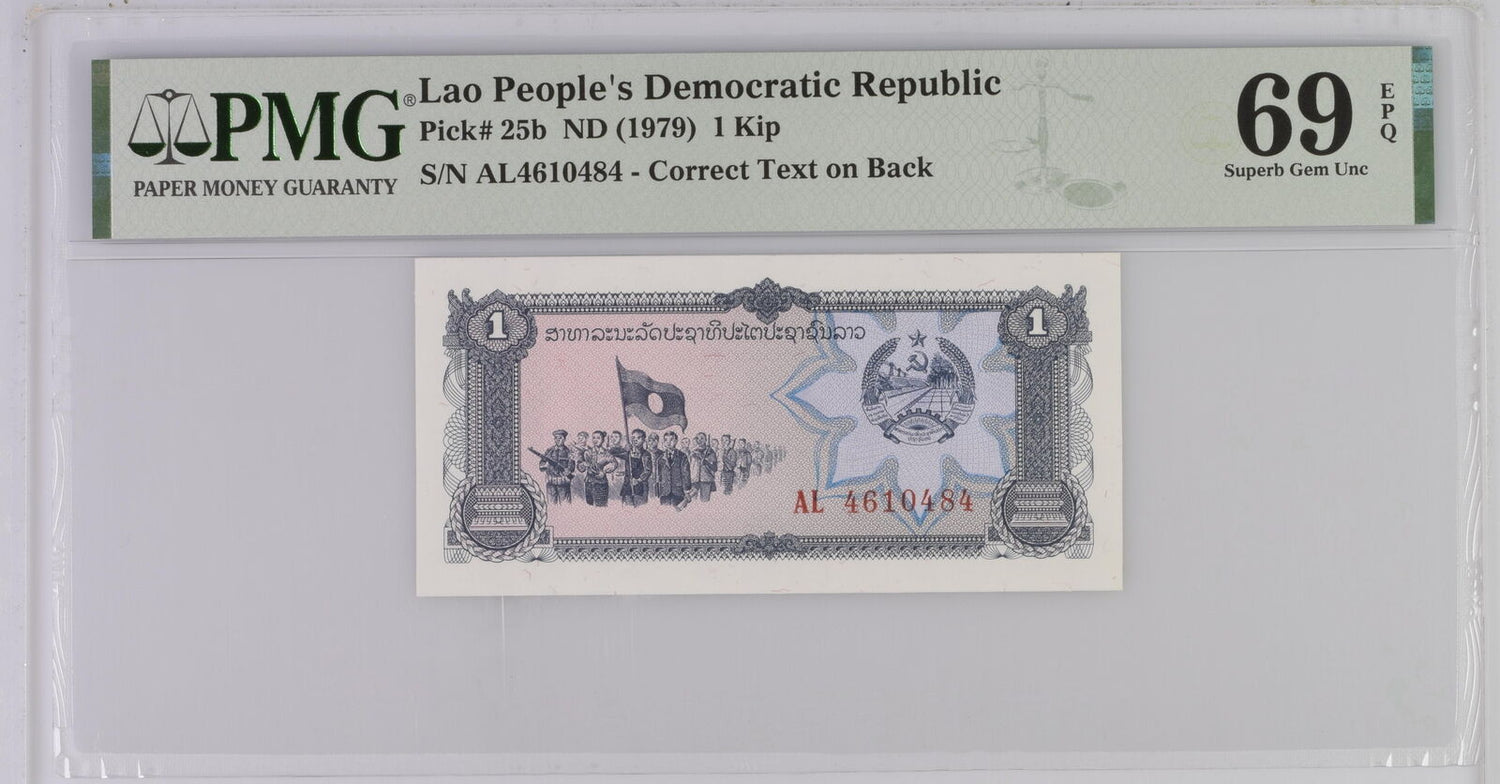 PMG®
PAPER MONEY GUARANTY
Lao People's Democratic Republic
Pick# 25b ND (1979) 1 Kip
S/N AL4610484 - Correct Text on Back
69
EPQ
Superb Gem Unc
1
ສາທາລະນະລັດປະຊາທິປະໄຕປະຊາຊົນລາວ
1
AL 4610484